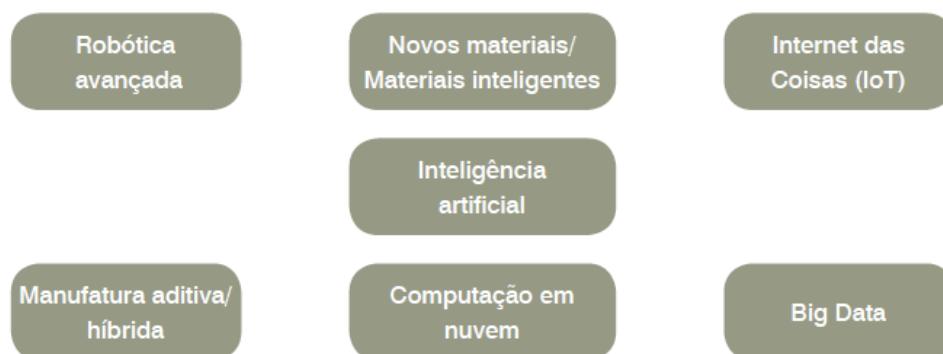 Robótica
avançada
Novos materiais/
Materiais inteligentes
Internet das
Coisas (IoT)
Inteligência
artificial
Manufatura aditiva/
híbrida
Computação em
nuvem
Big Data